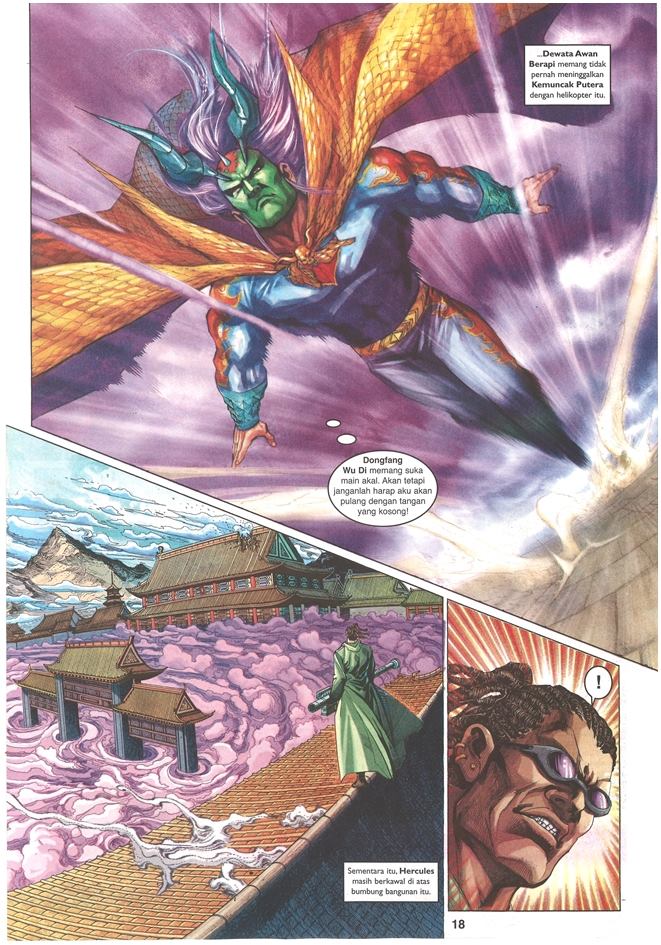 ...Dewata Awan
Berapi memang tidak
pernah meninggalkan
Kemuncak Putera
dengan helikopter itu.
Dongfang
Wu Di memang suka
main akal. Akan tetapi
janganlah harap aku akan
pulang dengan tangan
yang kosong!
!
Sementara itu, Hercules
masih berkawal di atas
bumbung bangunan itu.
18